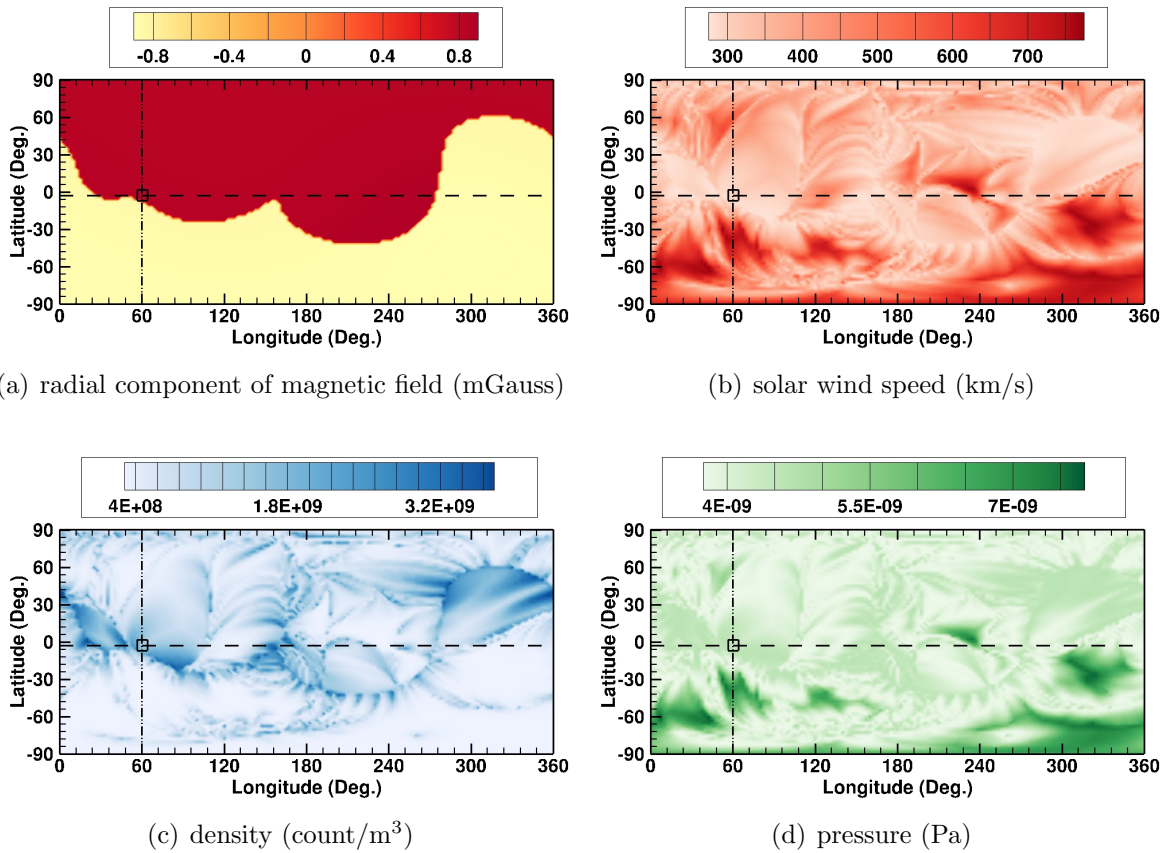 -0.8 -0.4 0 0.4 0.8
300 400 500 600 700
90
60
30
0
-30
-60
-90
Latitude (Deg.)
0 60 120 180 240 300 360
Longitude (Deg.)
90
60
30
0
-30
-60
-90
Latitude (Deg.)
0 60 120 180 240 300 360
Longitude (Deg.)
a) radial component of magnetic field (mGauss)
(b) solar wind speed (km/s)
4E+08 1.8E+09 3.2E+09
4E-09 5.5E-09 7E-09
90
60
30
0
-30
-60
-90
Latitude (Deg.)
0 60 120 180 240 300 360
Longitude (Deg.)
90
60
30
0
-30
-60
-90
Latitude (Deg.)
0 60 120 180 240 300 360
Longitude (Deg.)
(c) density (count/m³)
(d) pressure (Pa)